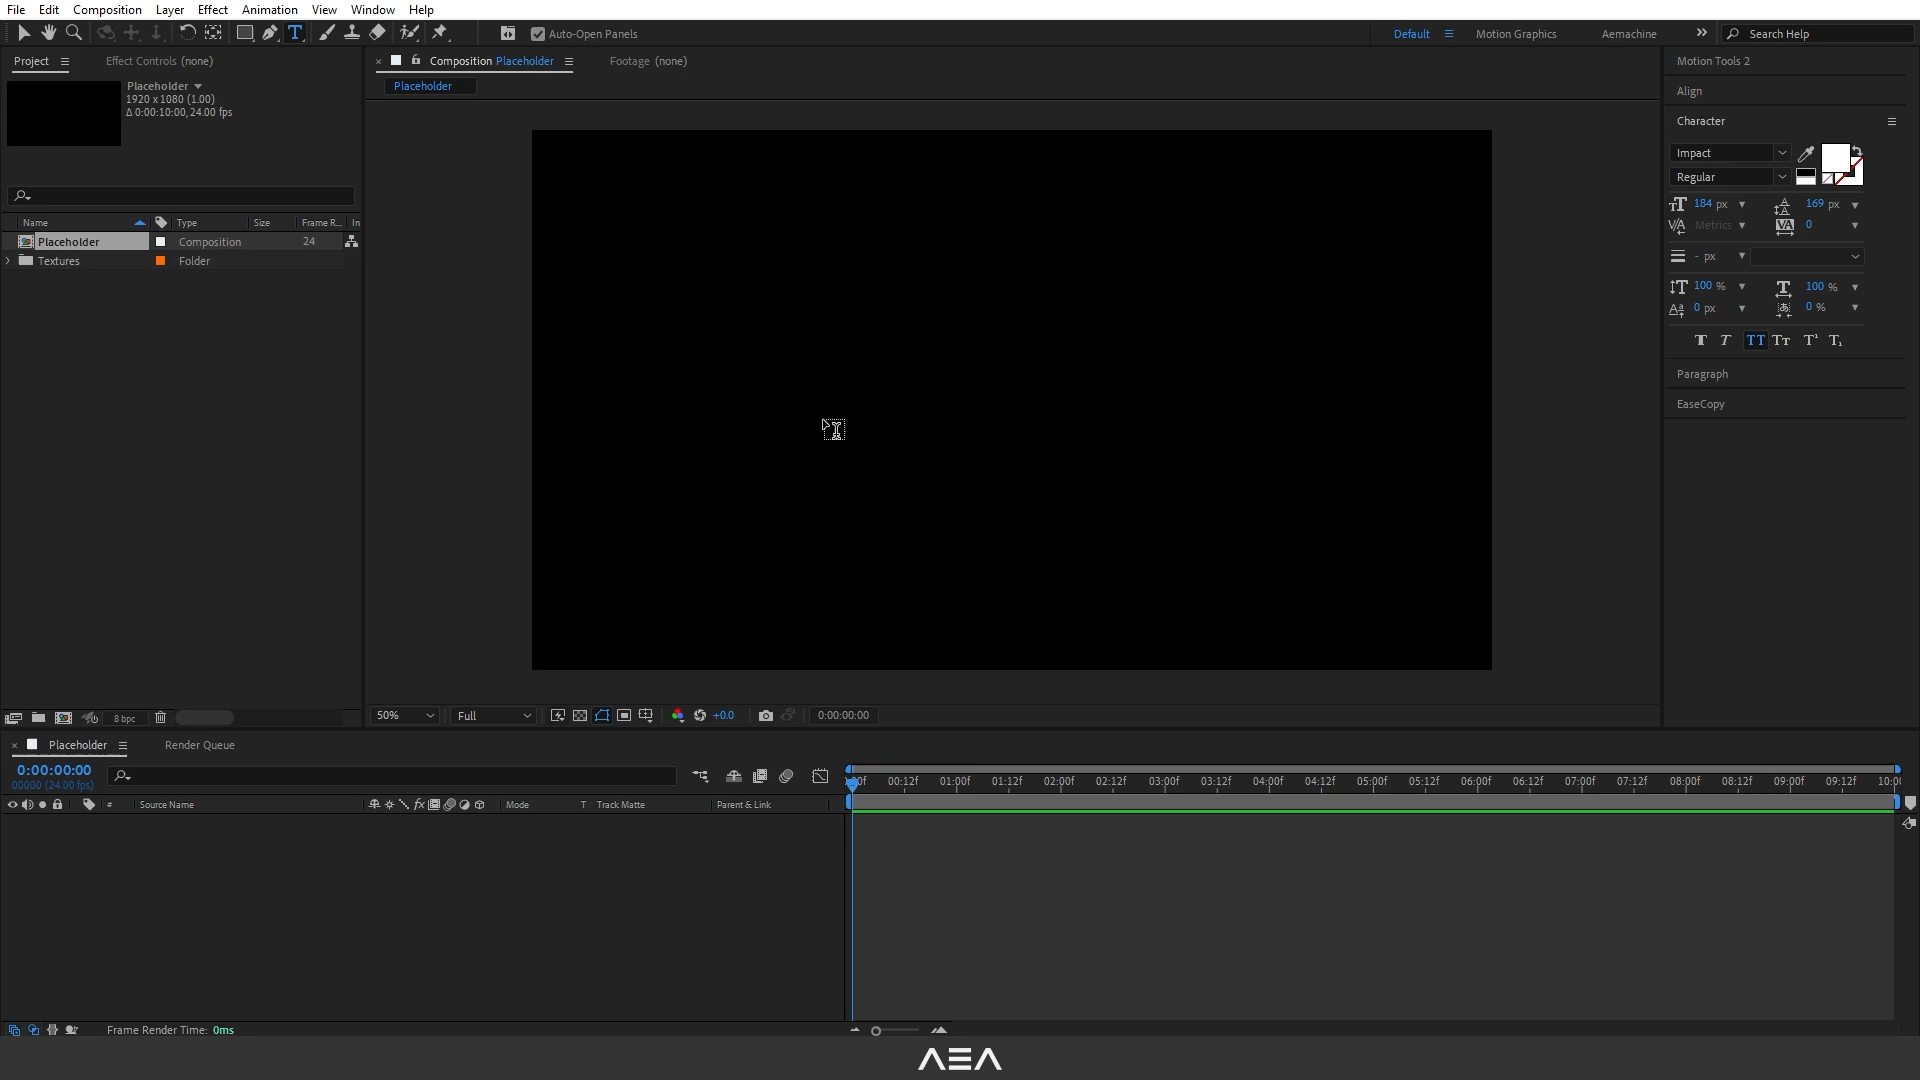 File Edit Composition Layer Effect Animation View Window Help
Auto-Open Panels
Default
Motion Graphics
Aemachine
Search Help
Project
Effect Controls (none)
Composition Placeholder
Footage (none)
Placeholder
Placeholder
1920 x 1080 (1.00)
Δ 0:00:10:00, 24.00 fps
Name Type Size Frame R... In
Placeholder Composition 24
Textures Folder
8 bpc
50%
Full
+0.0
0:00:00:00
Motion Tools 2
Align
Character
Impact
Regular
184 px
169 px
Metrics
0
- px
100 %
100 %
0 px
0 %
Paragraph
EaseCopy
Placeholder
Render Queue
0:00:00:00
00000 (24.00 fps)
:00f 00:12f 01:00f 01:12f 02:00f 02:12f 03:00f 03:12f 04:00f 04:12f 05:00f 05:12f 06:00f 06:12f 07:00f 07:12f 08:00f 08:12f 09:00f 09:12f 10:00
# Source Name Mode T Track Matte Parent & Link
Frame Render Time: 0ms